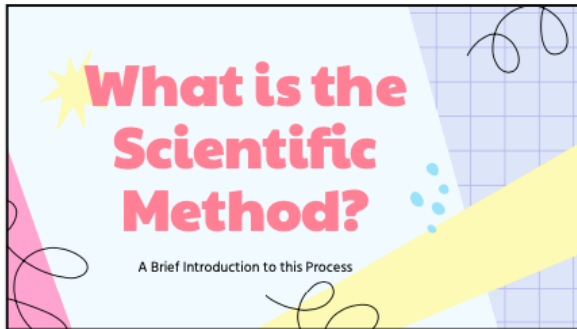 What is the
Scientific
Method?
A Brief Introduction to this Process